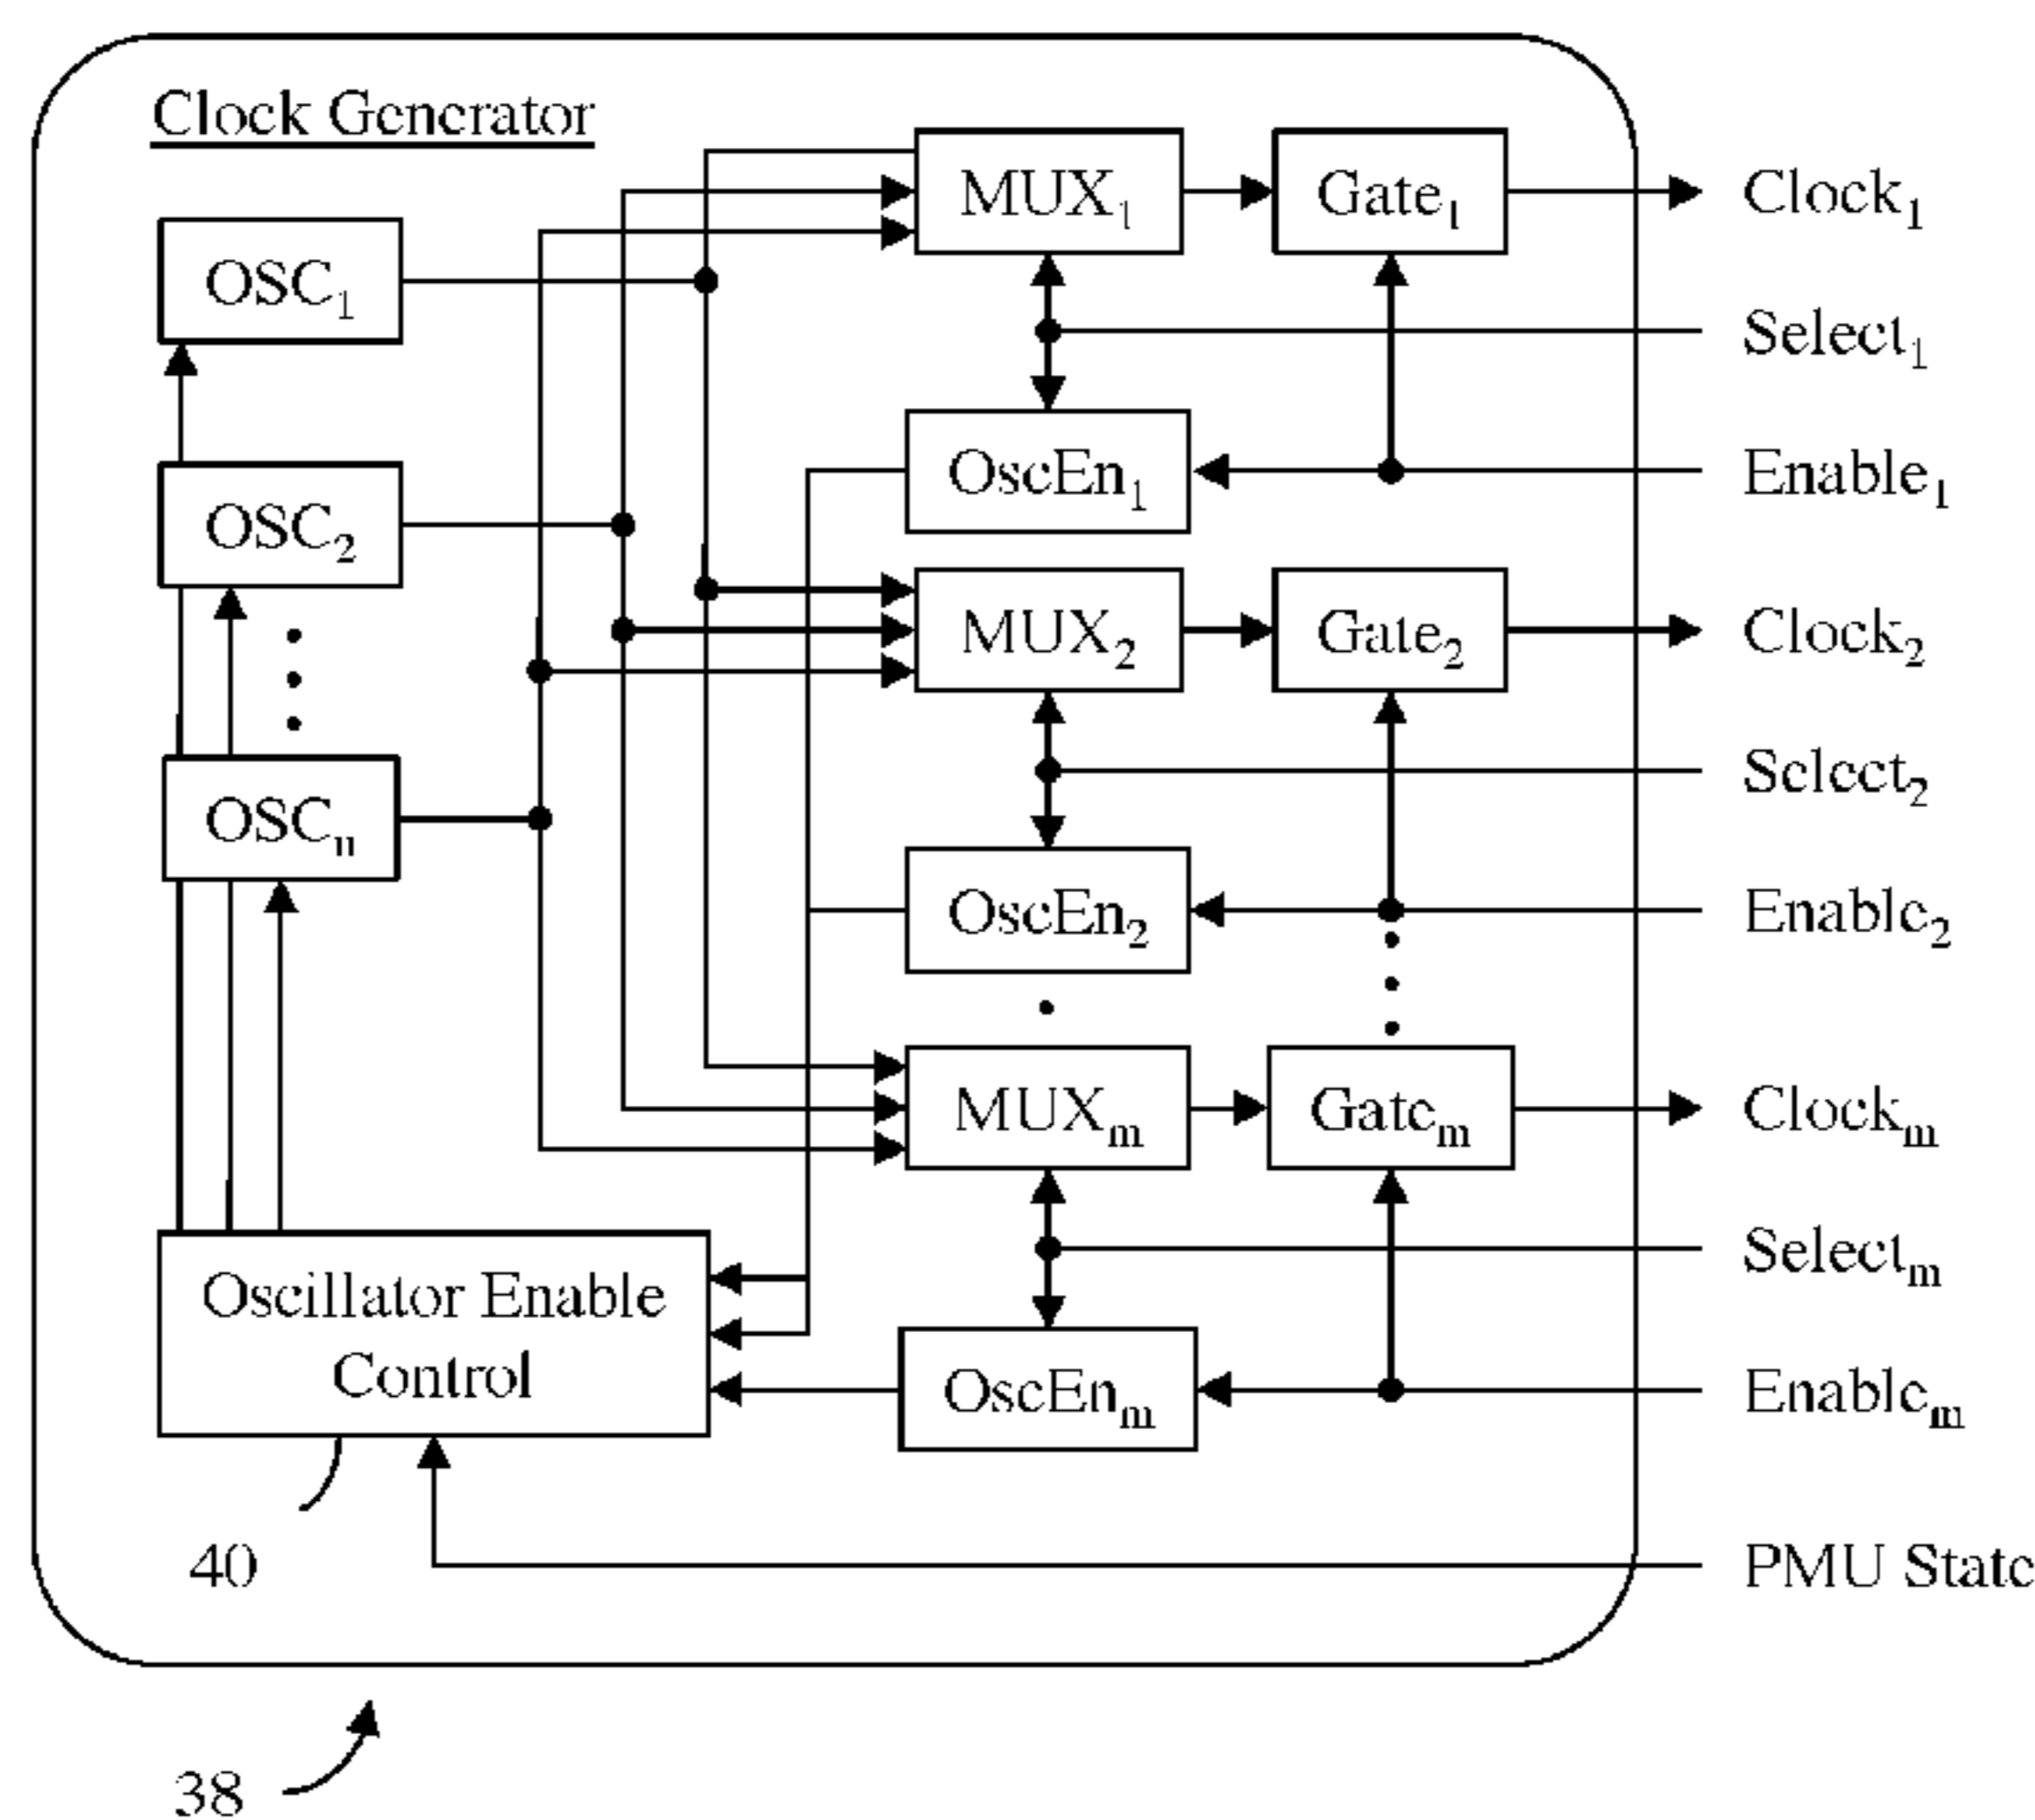 Clock Generator
MUX₁
Gate₁
Clock₁
OSC₁
Select₁
OscEn₁
Enable₁
OSC₂
MUX₂
Gate₂
Clock₂
Select₂
OSCₙ
OscEn₂
Enable₂
MUXₘ
Gateₘ
Clockₘ
Selectₘ
Oscillator Enable
Control
OscEnₘ
Enableₘ
40
PMU State
38